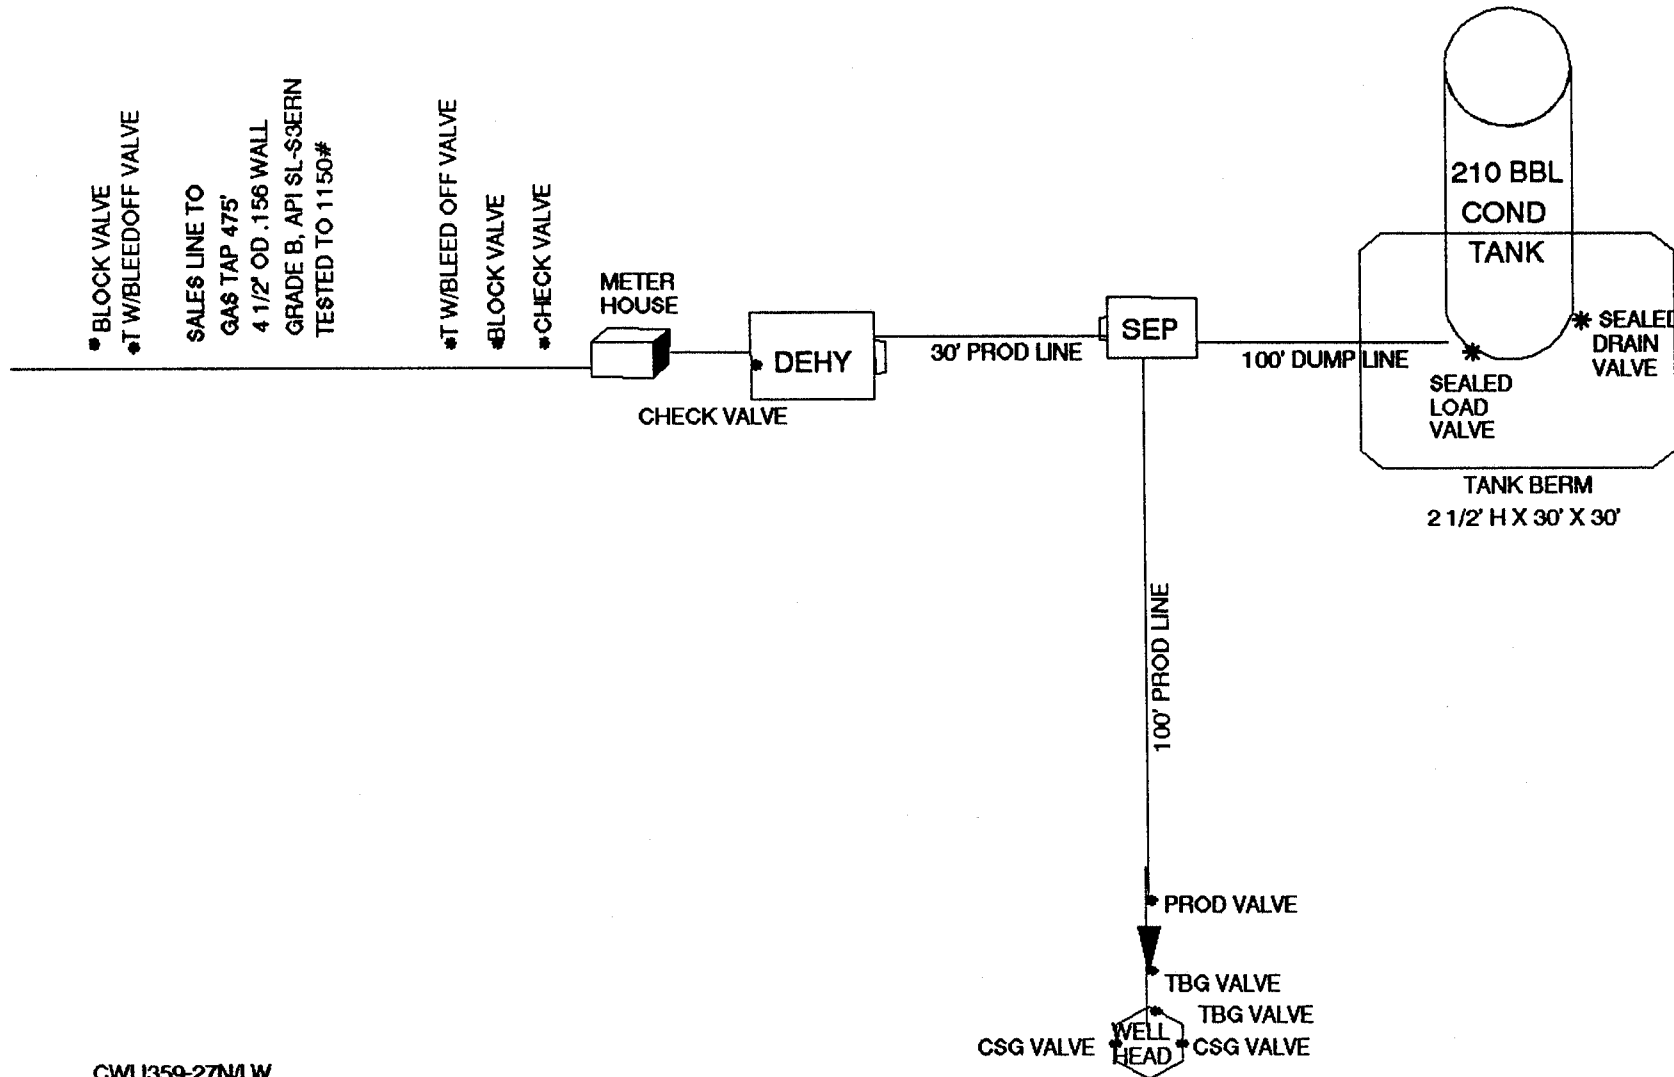 BLOCK VALVE
T W/BLEEDOFF VALVE
SALES LINE TO
GAS TAP 475'
4 1/2" OD .156 WALL
GRADE B, API SL-S3ERN
TESTED TO 1150#
T W/BLEED OFF VALVE
BLOCK VALVE
CHECK VALVE
METER
HOUSE
DEHY
CHECK VALVE
30' PROD LINE
SEP
100' DUMP LINE
210 BBL
COND
TANK
SEALED
DRAIN
VALVE
SEALED
LOAD
VALVE
TANK BERM
2 1/2' H X 30' X 30'
100' PROD LINE
PROD VALVE
TBG VALVE
TBG VALVE
CSG VALVE
WELL
HEAD
CSG VALVE